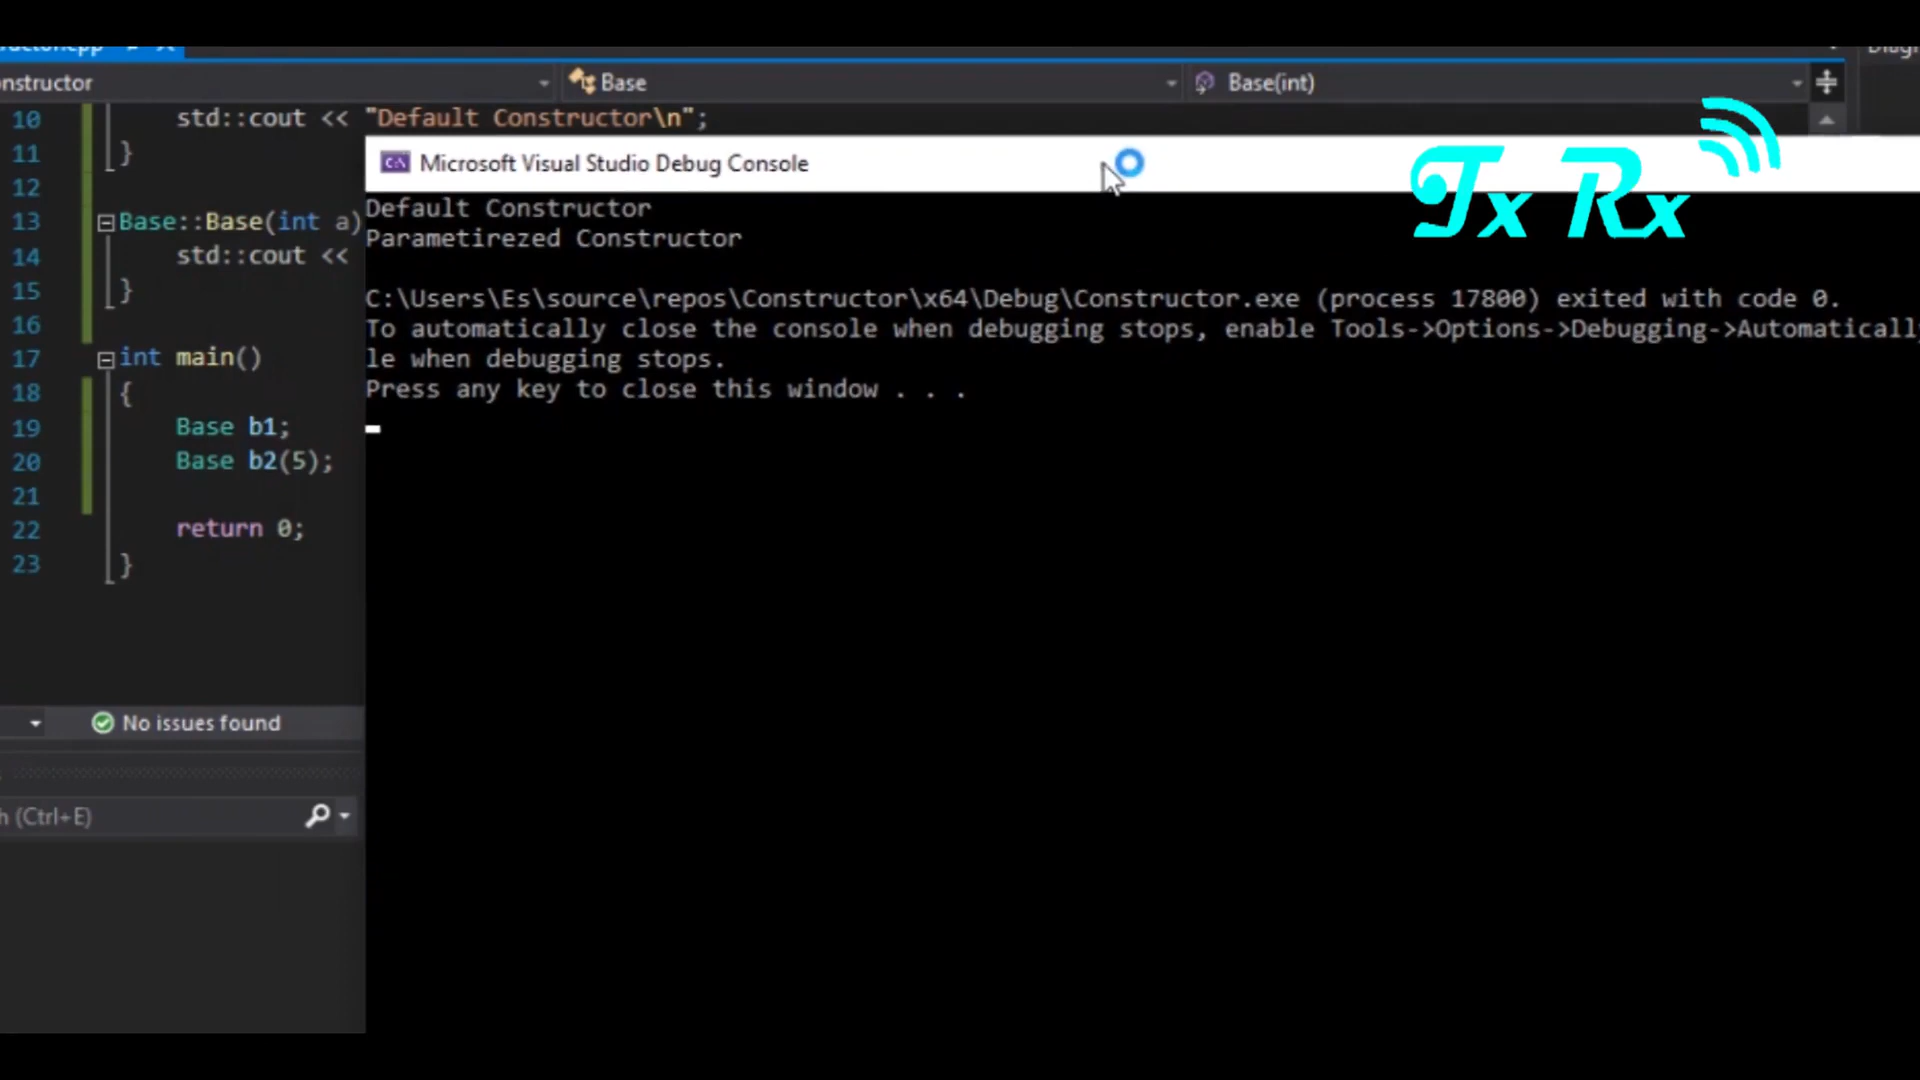 nstructor
Base
Base(int)
10 std::cout << "Default Constructor\n";
11 }
12
13 Base::Base(int a)
14 std::cout <<
15 }
16
17 int main()
18 {
19 Base b1;
20 Base b2(5);
21
22 return 0;
23 }
Microsoft Visual Studio Debug Console
Tx Rx
Default Constructor
Parametirezed Constructor
C:\Users\Es\source\repos\Constructor\x64\Debug\Constructor.exe (process 17800) exited with code 0.
To automatically close the console when debugging stops, enable Tools->Options->Debugging->Automatically
le when debugging stops.
Press any key to close this window . . .
No issues found
h (Ctrl+E)